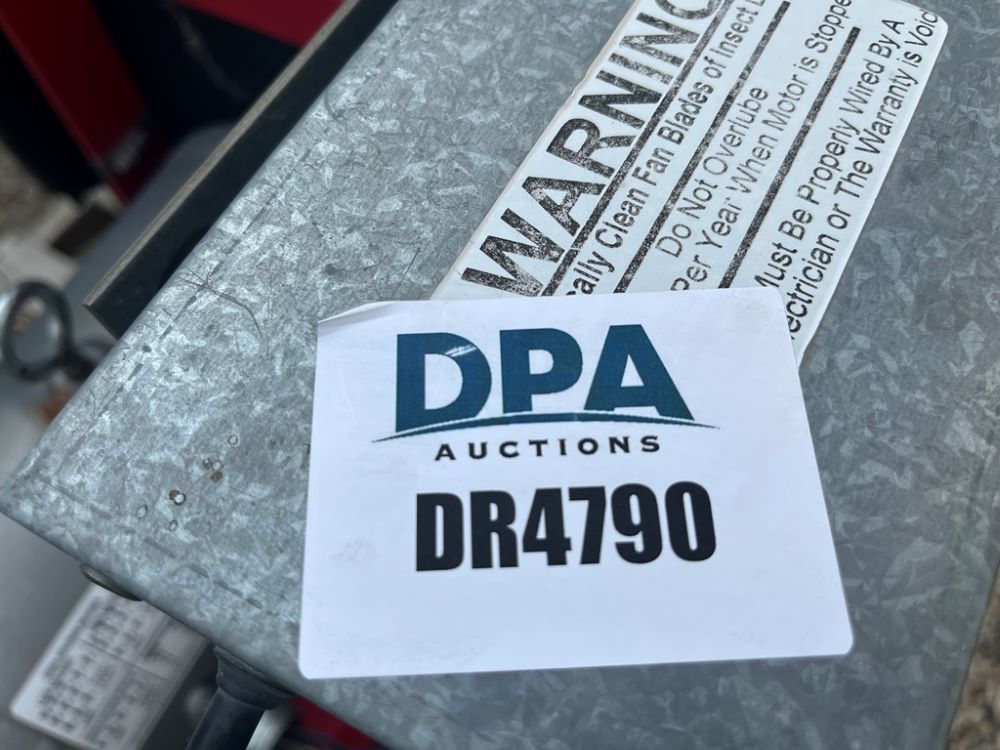 WARNING
cally Clean Fan Blades of Insect
Do Not Overlube
Per Year When Motor is Stoppe
Must Be Properly Wired By A
ectrician or The Warranty is Void
DPA
AUCTIONS
DR4790